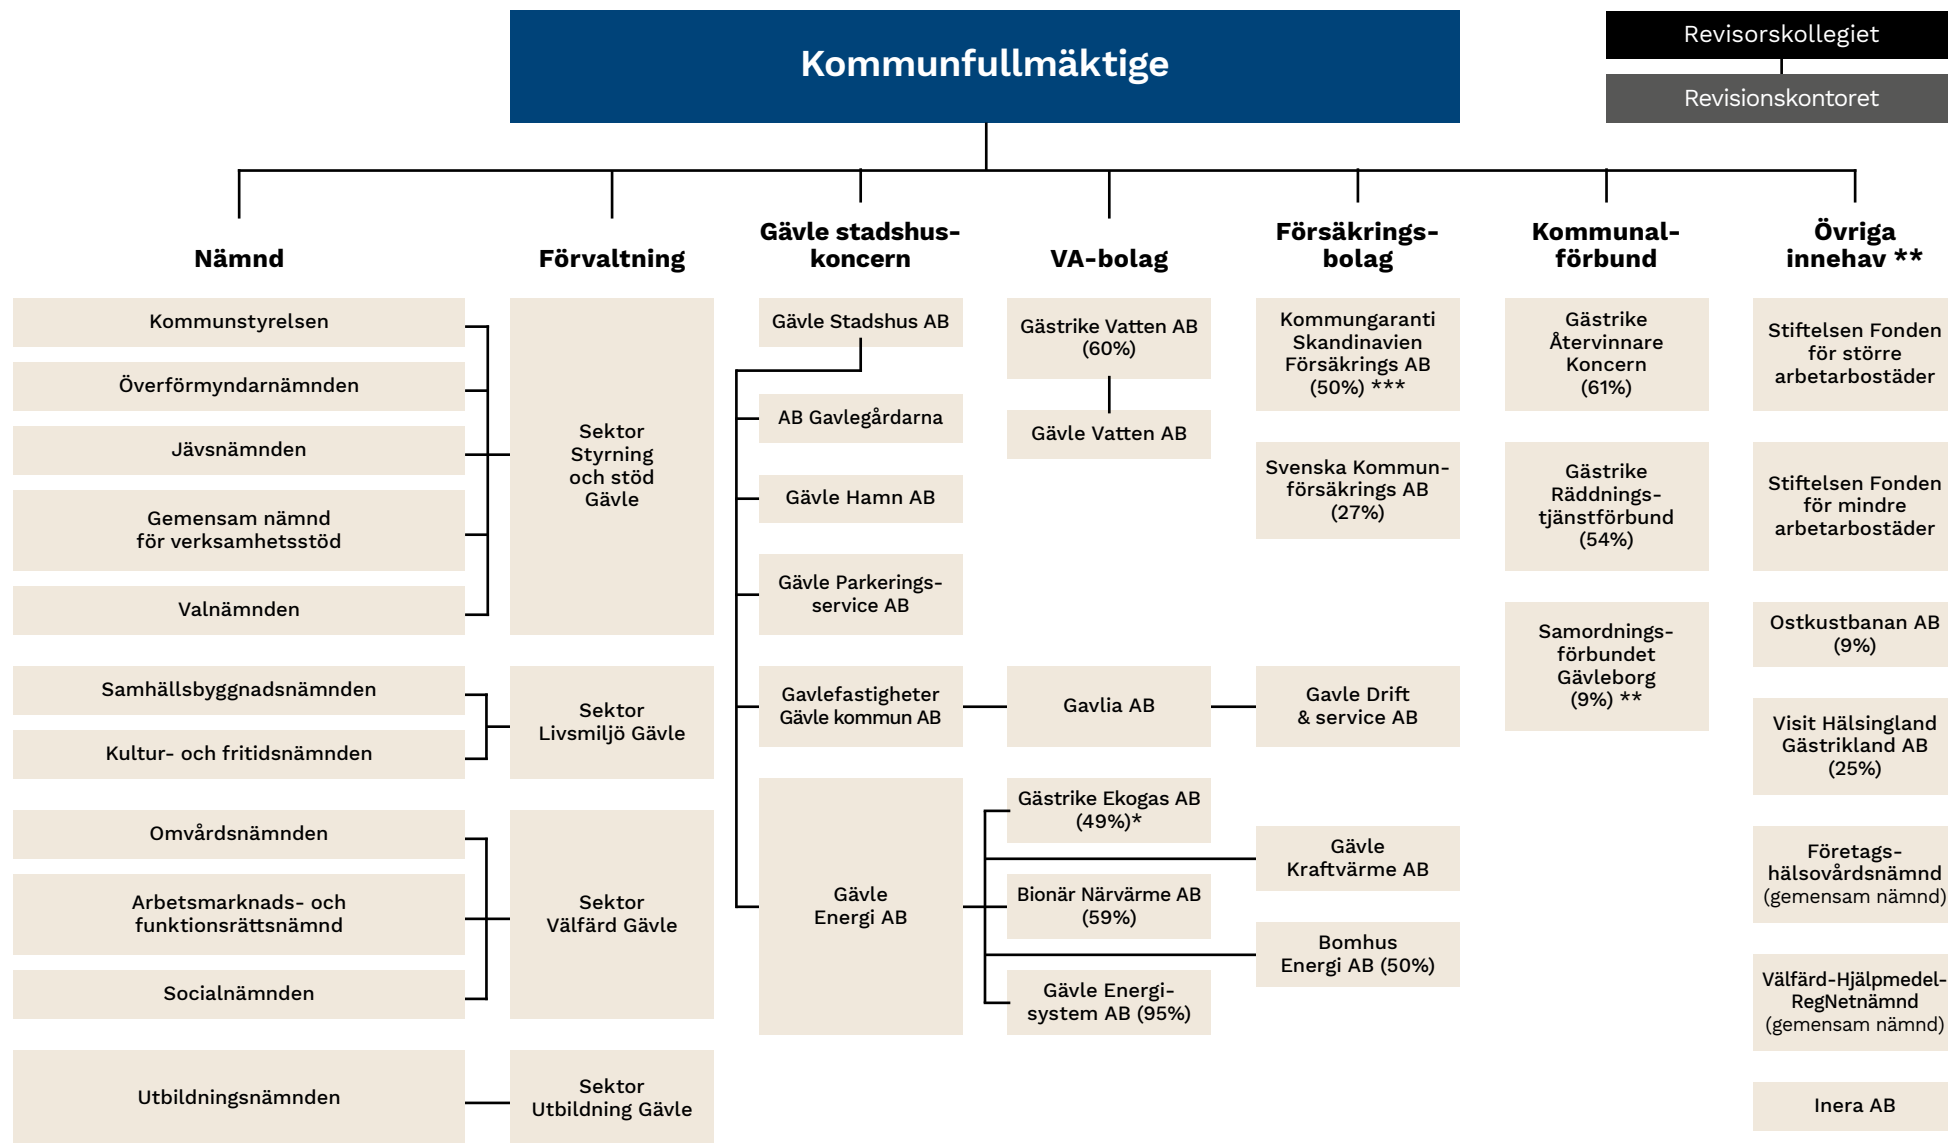 Kommunfullmäktige
Revisorskollegiet
Revisionskontoret
Nämnd
Kommunstyrelsen
Överförmyndarnämnden
Jävsnämnden
Gemensam nämnd
för verksamhetsstöd
Valnämnden
Samhällsbyggnadsnämnden
Kultur- och fritidsnämnden
Omvårdsnämnden
Arbetsmarknads- och
funktionsrättsnämnd
Socialnämnden
Utbildningsnämnden
Förvaltning
Sektor
Styrning
och stöd
Gävle
Sektor
Livsmiljö Gävle
Sektor
Välfärd Gävle
Sektor
Utbildning Gävle
Gävle stadshus-
koncern
Gävle Stadshus AB
AB Gavlegårdarna
Gävle Hamn AB
Gävle Parkerings-
service AB
Gavlefastigheter
Gävle kommun AB
Gävle
Energi AB
VA-bolag
Gästrike Vatten AB
(60%)
Gävle Vatten AB
Gavlia AB
Gästrike Ekogas AB
(49%)*
Bionär Närvärme AB
(59%)
Gävle Energi-
system AB (95%)
Försäkrings-
bolag
Kommungaranti
Skandinavien
Försäkrings AB
(50%) ***
Svenska Kommun-
försäkrings AB
(27%)
Gavle Drift
& service AB
Gävle
Kraftvärme AB
Bomhus
Energi AB (50%)
Kommunal-
förbund
Gästrike
Återvinnare
Koncern
(61%)
Gästrike
Räddnings-
tjänstförbund
(54%)
Samordnings-
förbundet
Gävleborg
(9%) **
Övriga
innehav **
Stiftelsen Fonden
för större
arbetarbostäder
Stiftelsen Fonden
för mindre
arbetarbostäder
Ostkustbanan AB
(9%)
Visit Hälsingland
Gästrikland AB
(25%)
Företags-
hälsovårdsnämnd
(gemensam nämnd)
Välfärd-Hjälpmedel-
RegNetnämnd
(gemensam nämnd)
Inera AB